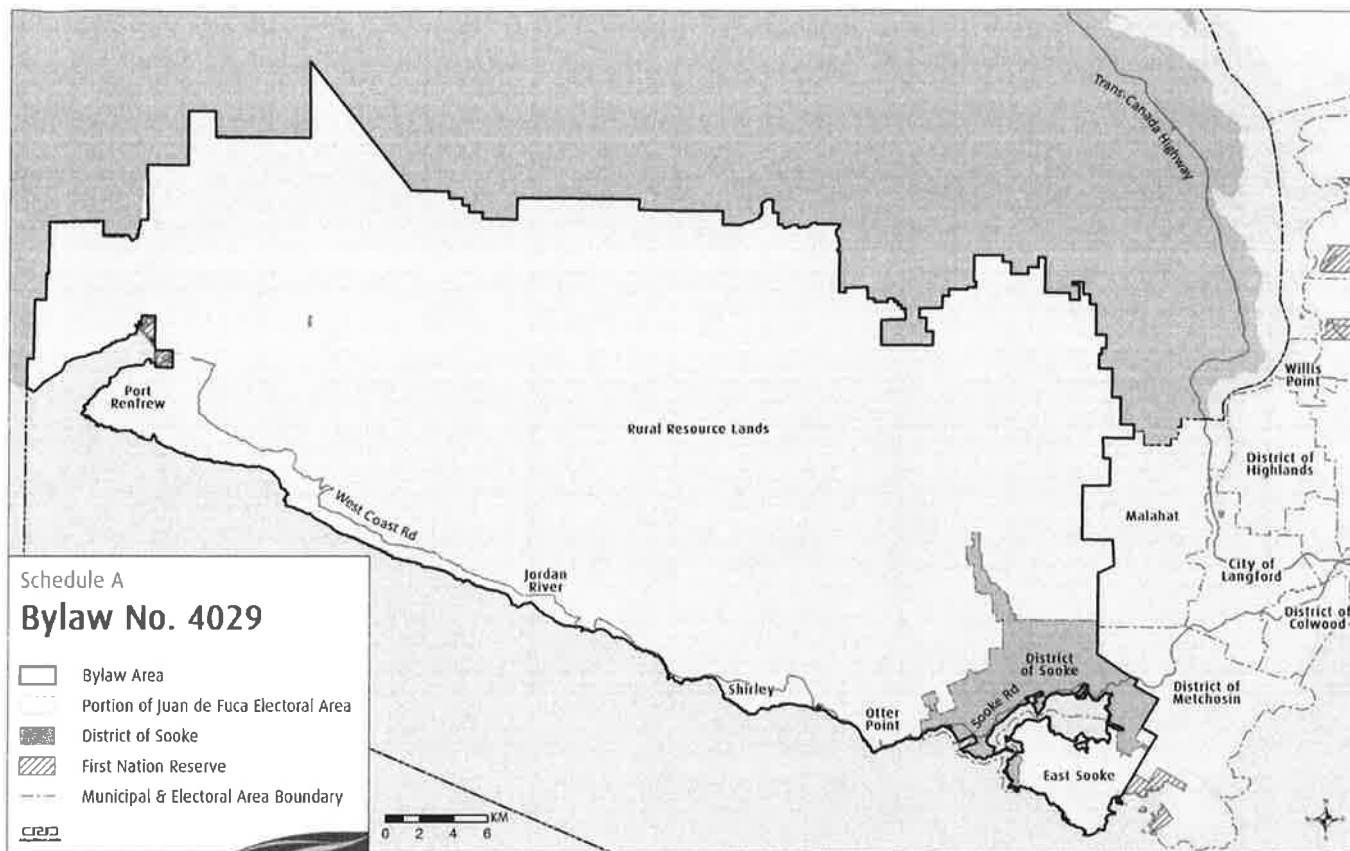 Trans-Canada Highway
Willis
Point
Port
Renfrew
Rural Resource Lands
District of
Highlands
West Coast Rd
Malahat
Jordan
River
City of
Langford
District of
Colwood
District
of Sooke
District of
Metchosin
Sooke Rd
Shirley
Otter
Point
East Sooke
Schedule A
Bylaw No. 4029
Bylaw Area
Portion of Juan de Fuca Electoral Area
District of Sooke
First Nation Reserve
Municipal & Electoral Area Boundary
CRD
KM
0 2 4 6